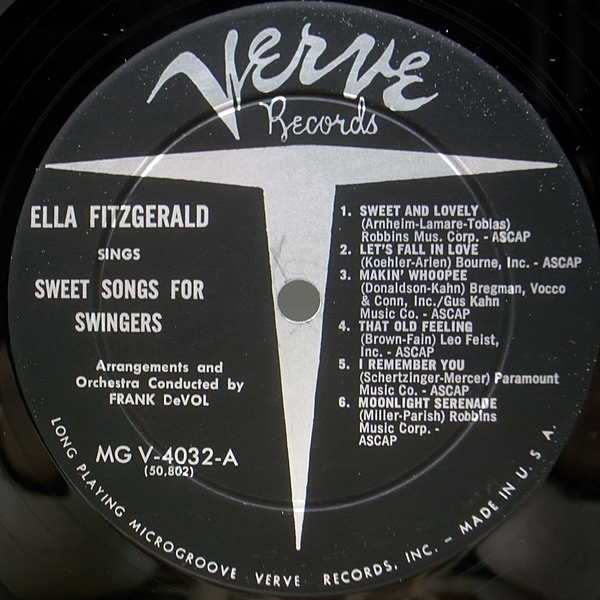 Verve
Records
ELLA FITZGERALD
SINGS
SWEET SONGS FOR
SWINGERS
Arrangements and
Orchestra Conducted by
FRANK DeVOL
MG V-4032-A
(50,802)
1. SWEET AND LOVELY
(Arnheim-Lamare-Tobias)
Robbins Mus. Corp. - ASCAP
2. LET'S FALL IN LOVE
(Koehler-Arlen) Bourne, Inc. - ASCAP
3. MAKIN' WHOOPEE
(Donaldson-Kahn) Bregman, Vocco
& Conn, Inc./Gus Kahn
Music Co. - ASCAP
4. THAT OLD FEELING
(Brown-Fain) Leo Feist,
Inc. - ASCAP
5. I REMEMBER YOU
(Schertzinger-Mercer) Paramount
Music Co. - ASCAP
6. MOONLIGHT SERENADE
(Miller-Parish) Robbins
Music Corp. -
ASCAP
LONG PLAYING MICROGROOVE VERVE RECORDS, INC. - MADE IN U. S. A.